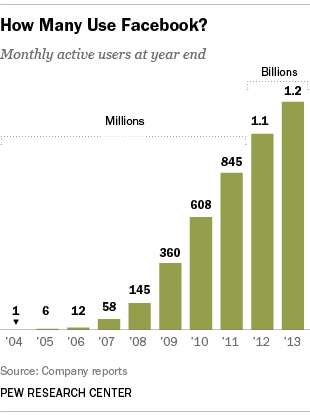 How Many Use Facebook?
Monthly active users at year end
Billions
1.2
Millions
1.1
845
608
360
145
58
1
6
12
’04 ’05 ’06 ’07 ’08 ’09 ’10 ’11 ’12 ’13
Source: Company reports
PEW RESEARCH CENTER